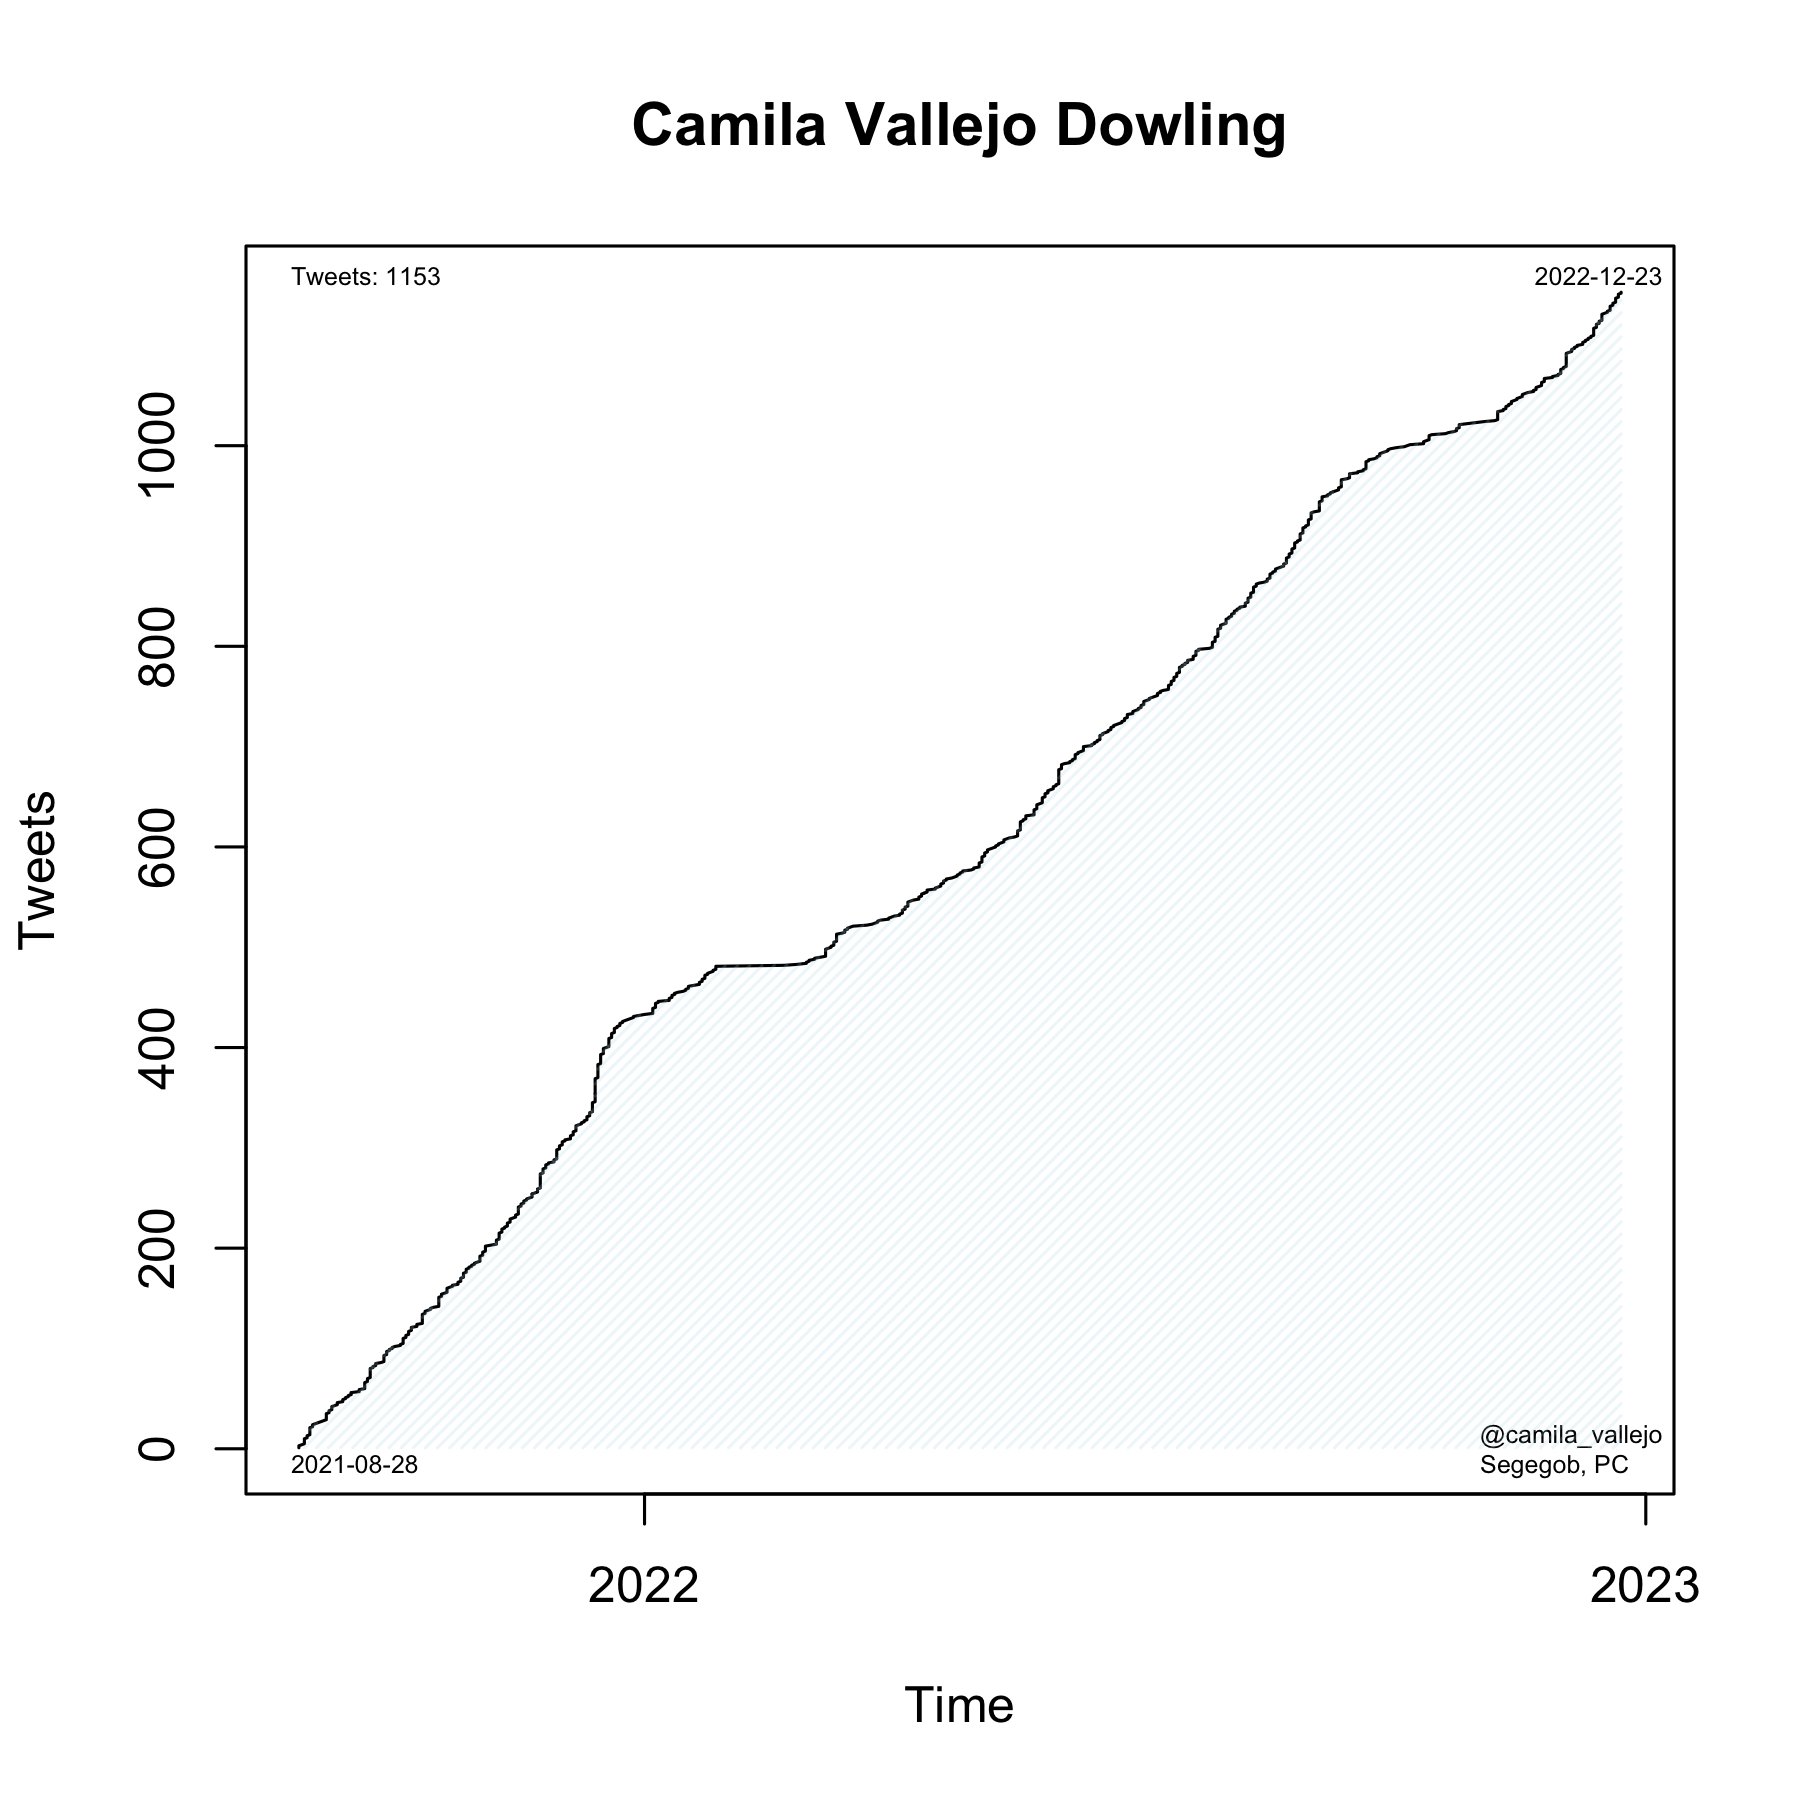 Camila Vallejo Dowling
Tweets: 1153
2022-12-23
Tweets
1000
800
600
400
200
0
2021-08-28
@camila_vallejo
Segegob, PC
2022
2023
Time